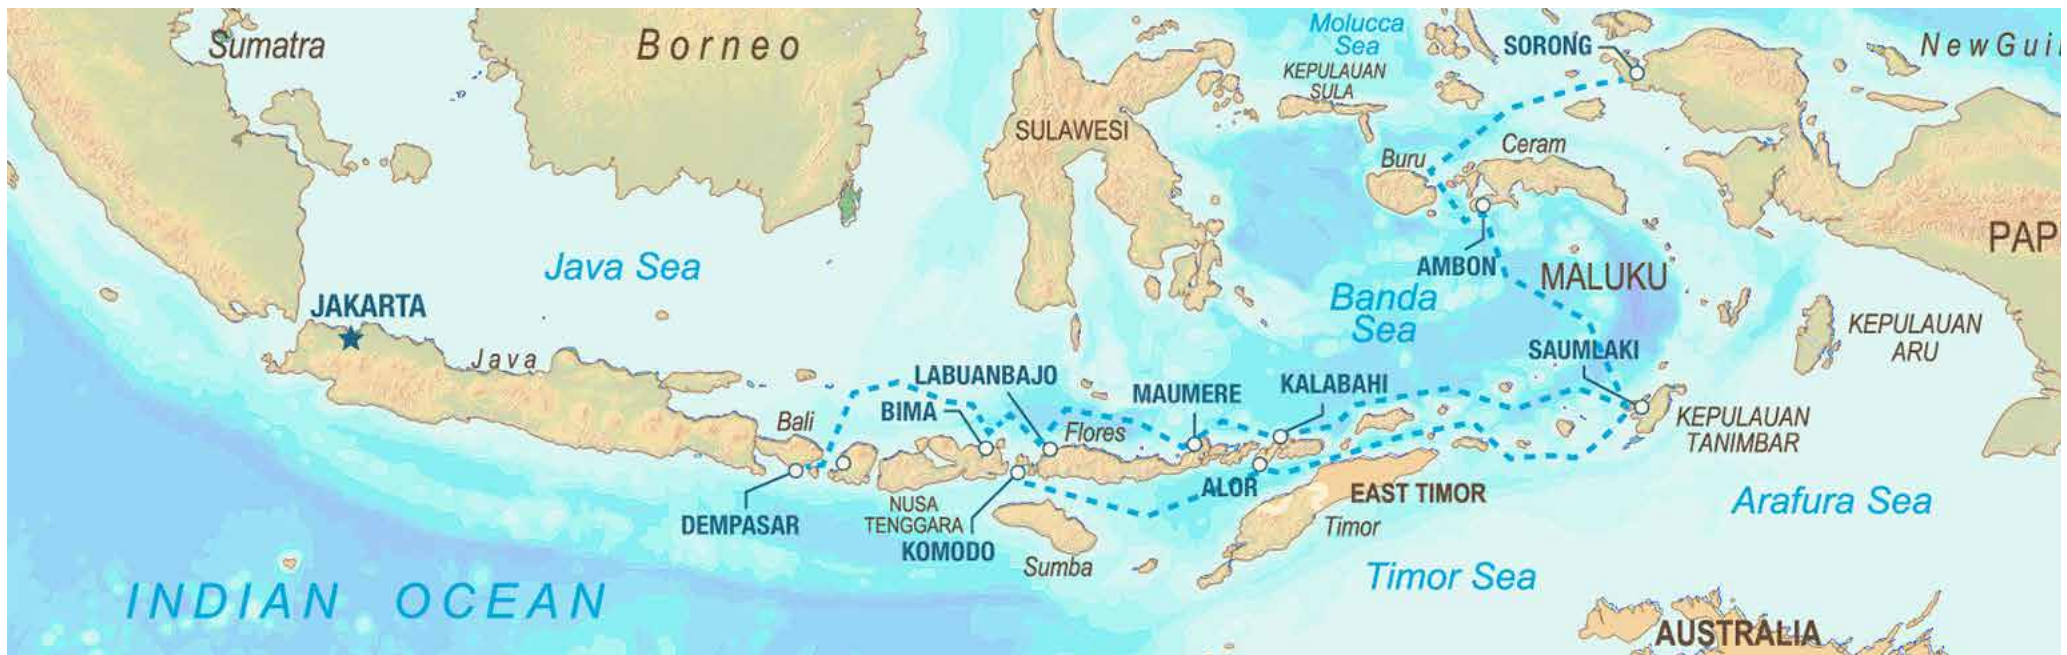 Sumatra
Borneo
Molucca
Sea
KEPULAUAN
SULA
SORONG
NewGui
SULAWESI
Buru
Ceram
PAP
Java Sea
AMBON
MALUKU
Banda
Sea
JAKARTA
Java
KEPULAUAN
ARU
SAUMLAKI
LABUANBAJO
MAUMERE
KALABAHI
BIMA
Bali
Flores
KEPULAUAN
TANIMBAR
DEMPASAR
NUSA
TENGGARA
KOMODO
ALOR
EAST TIMOR
Timor
Arafura Sea
Sumba
Timor Sea
INDIAN OCEAN
AUSTRALIA